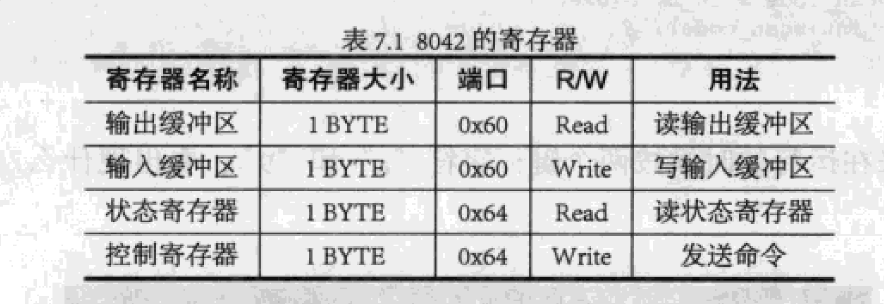 表 7.1 8042 的寄存器
寄存器名称 寄存器大小 端口 R/W 用法
输出缓冲区 1 BYTE 0x60 Read 读输出缓冲区
输入缓冲区 1 BYTE 0x60 Write 写输入缓冲区
状态寄存器 1 BYTE 0x64 Read 读状态寄存器
控制寄存器 1 BYTE 0x64 Write 发送命令